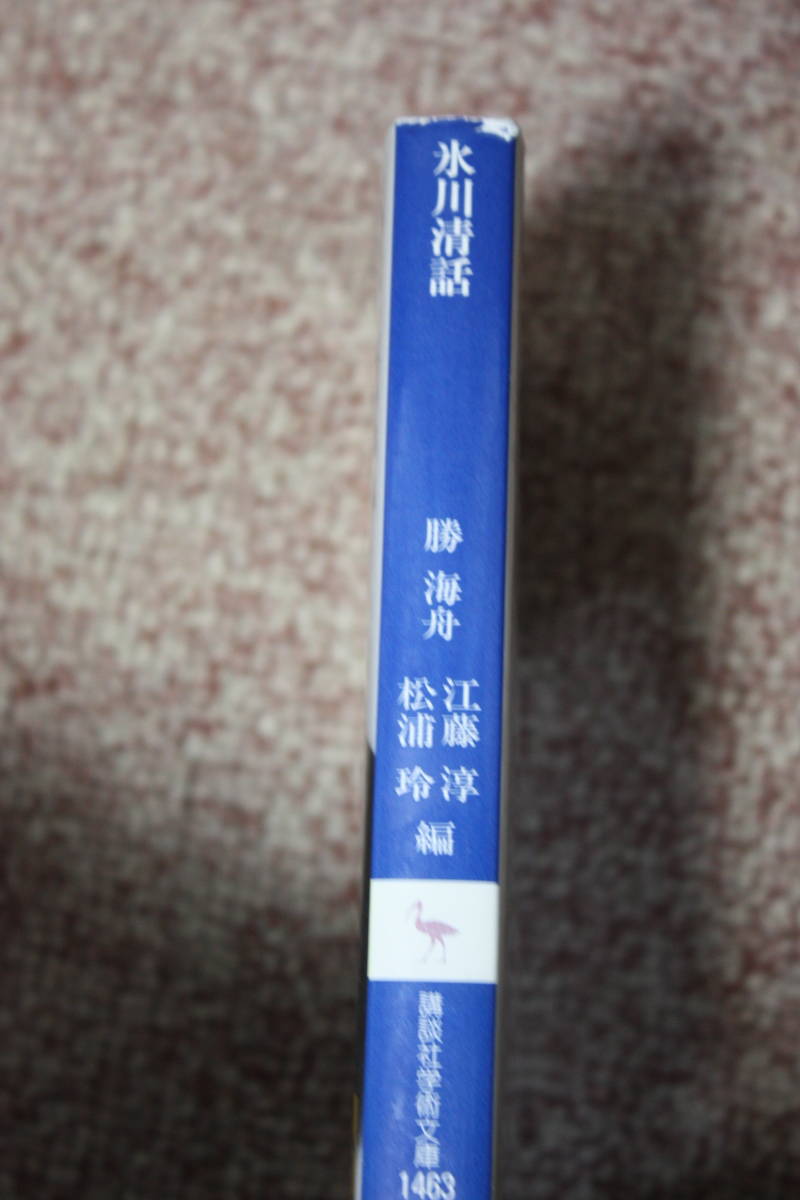 氷川清話
勝 海舟
江藤 淳
松浦 玲
編
講談社学術文庫
1463